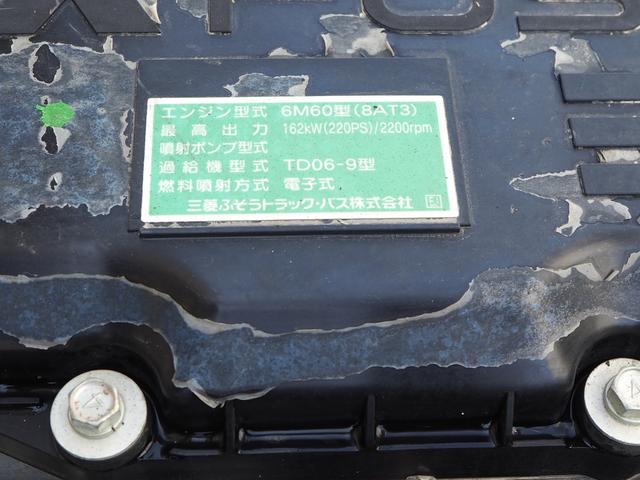 エンジン型式 6M60型(8AT3)
最高出力 162kW(220PS)/2200rpm
噴射ポンプ型式
過給機型式 TD06-9型
燃料噴射方式 電子式
三菱ふそうトラック・バス株式会社